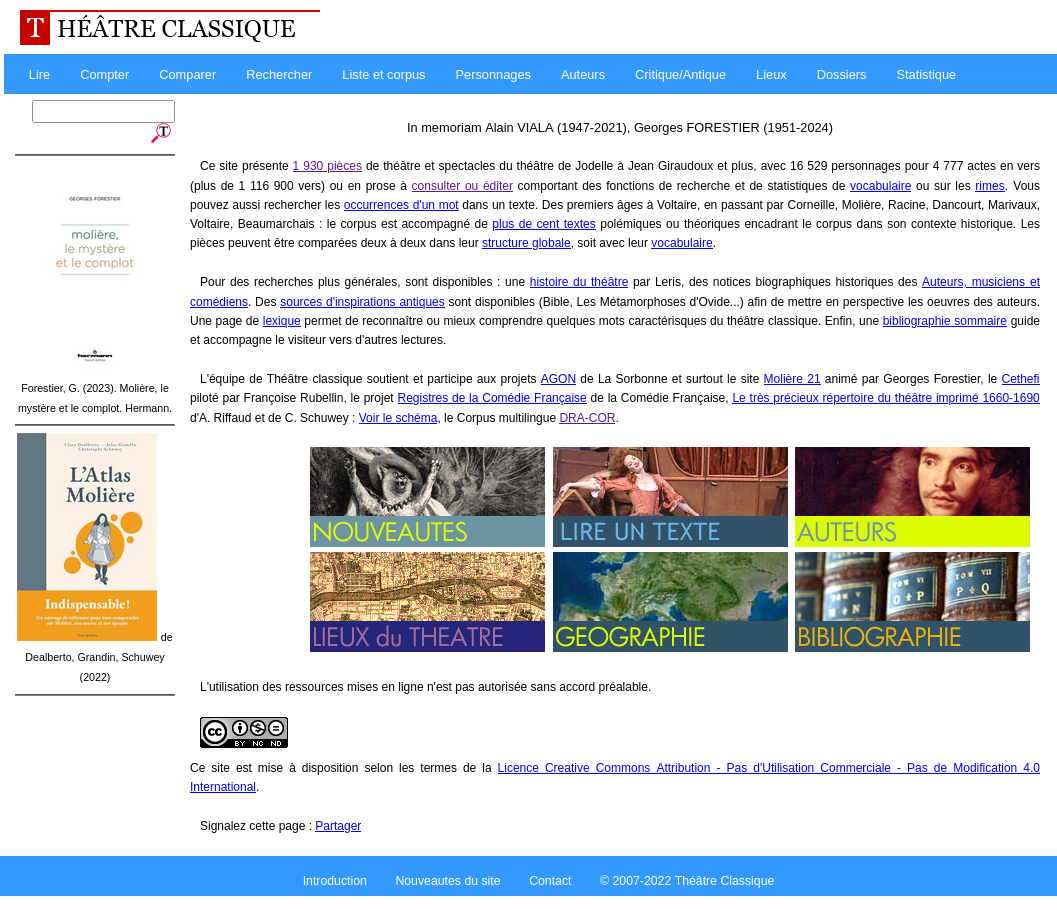 THÉÂTRE CLASSIQUE
Lire Compter Comparer Rechercher Liste et corpus Personnages Auteurs Critique/Antique Lieux Dossiers Statistique
T
GEORGES FORESTIER
molière,
le mystère
et le complot
hermann
Forestier, G. (2023). Molière, le
mystère et le complot. Hermann.
Clara Dealberto — Jules Grandin
Christophe Schuwey
L'Atlas
Molière
Indispensable!
Un ouvrage de référence pour tout comprendre
sur Molière, son œuvre et son époque.
Les Arènes
de
Dealberto, Grandin, Schuwey
(2022)
In memoriam Alain VIALA (1947-2021), Georges FORESTIER (1951-2024)
Ce site présente 1 930 pièces de théâtre et spectacles du théâtre de Jodelle à Jean Giraudoux et plus, avec 16 529 personnages pour 4 777 actes en vers
(plus de 1 116 900 vers) ou en prose à consulter ou éditer comportant des fonctions de recherche et de statistiques de vocabulaire ou sur les rimes. Vous
pouvez aussi rechercher les occurrences d'un mot dans un texte. Des premiers âges à Voltaire, en passant par Corneille, Molière, Racine, Dancourt, Marivaux,
Voltaire, Beaumarchais : le corpus est accompagné de plus de cent textes polémiques ou théoriques encadrant le corpus dans son contexte historique. Les
pièces peuvent être comparées deux à deux dans leur structure globale, soit avec leur vocabulaire.
Pour des recherches plus générales, sont disponibles : une histoire du théâtre par Leris, des notices biographiques historiques des Auteurs, musiciens et
comédiens. Des sources d'inspirations antiques sont disponibles (Bible, Les Métamorphoses d'Ovide...) afin de mettre en perspective les oeuvres des auteurs.
Une page de lexique permet de reconnaître ou mieux comprendre quelques mots caractérisques du théâtre classique. Enfin, une bibliographie sommaire guide
et accompagne le visiteur vers d'autres lectures.
L'équipe de Théâtre classique soutient et participe aux projets AGON de La Sorbonne et surtout le site Molière 21 animé par Georges Forestier, le Cethefi
piloté par Françoise Rubellin, le projet Registres de la Comédie Française de la Comédie Française, Le très précieux répertoire du théâtre imprimé 1660-1690
d'A. Riffaud et de C. Schuwey : Voir le schéma, le Corpus multilingue DRA-COR.
NOUVEAUTES LIRE UN TEXTE AUTEURS
TOM VI TOM VII
O+P Q
LIEUX du THEATRE GEOGRAPHIE BIBLIOGRAPHIE
L'utilisation des ressources mises en ligne n'est pas autorisée sans accord préalable.
cc BY NC ND
Ce site est mise à disposition selon les termes de la Licence Creative Commons Attribution - Pas d'Utilisation Commerciale - Pas de Modification 4.0
International.
Signalez cette page : Partager
Introduction Nouveautes du site Contact © 2007-2022 Théâtre Classique